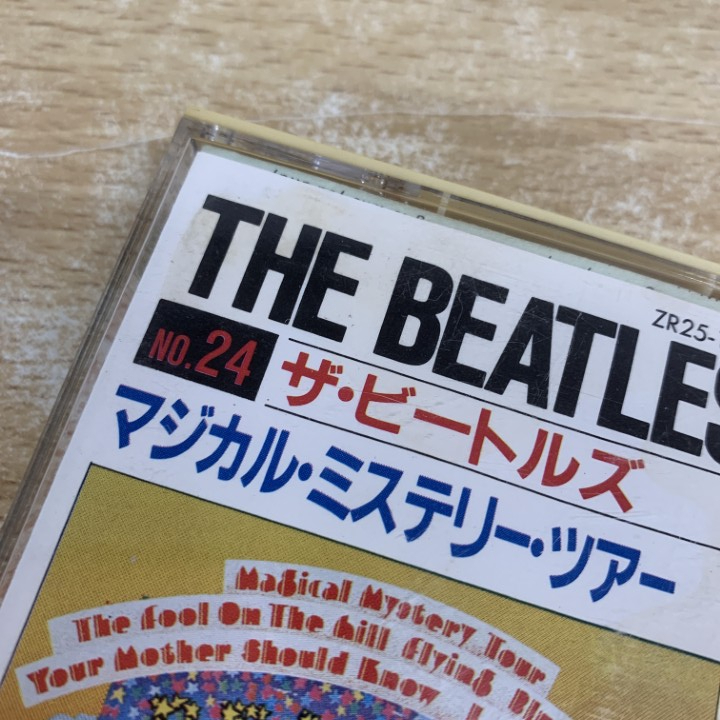 THE BEATLES
ZR25-
NO.24
ザ・ビートルズ
マジカル・ミステリー・ツアー
Magical Mystery Tour
The Fool On The Hill Flying
Your Mother Should Know